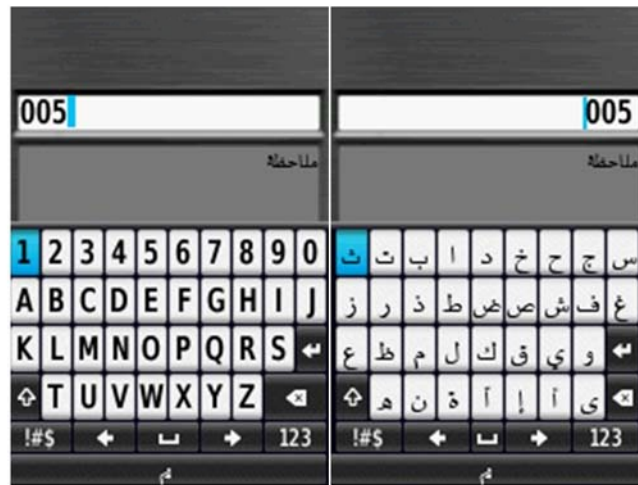 005
ملاحظة
1 2 3 4 5 6 7 8 9 0
A B C D E F G H I J
K L M N O P Q R S
T U V W X Y Z
!#$ 123
تم
005
ملاحظة
ث ت ب ا د خ ح ج س
ز ر ذ ط ض ص ش ف غ
ع ظ م ل ك ق ي و
ه ن ة أ إ آ ى
!#$ 123
تم